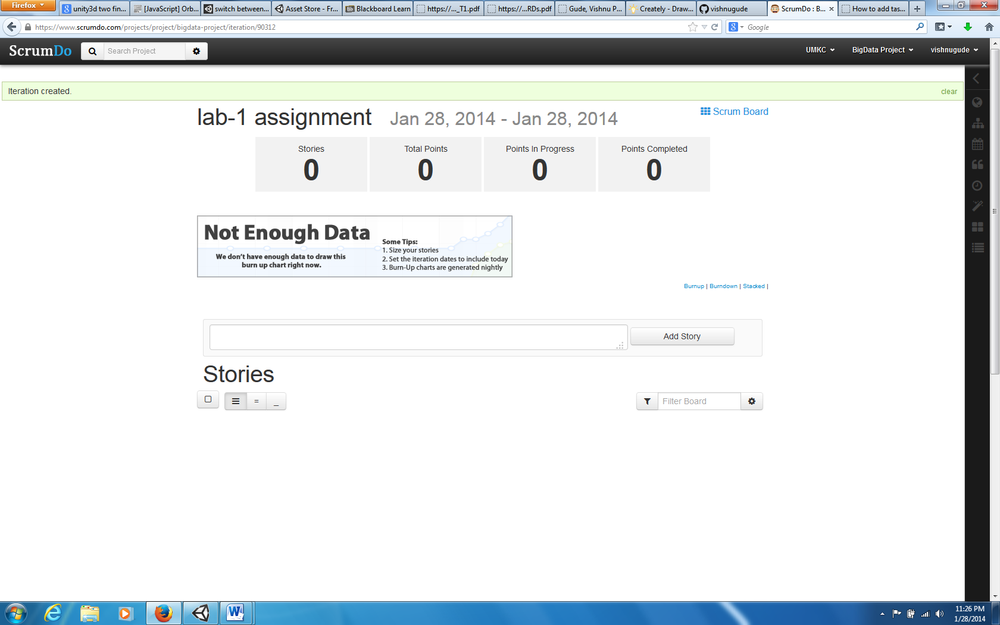 Firefox
unity3d two fin...
[JavaScript] Orb...
switch between...
Asset Store - Fr...
Bb Blackboard Learn
https://..._T1.pdf
https://...RDs.pdf
Gude, Vishnu P...
Creately - Draw...
vishnugude
ScrumDo : B...
How to add tas...
https://www.scrumdo.com/projects/project/bigdata-project/iteration/90312
Google
ScrumDo
Search Project
UMKC
BigData Project
vishnugude
Iteration created.
clear
lab-1 assignment Jan 28, 2014 - Jan 28, 2014
Scrum Board
Stories
0
Total Points
0
Points In Progress
0
Points Completed
0
Not Enough Data
We don't have enough data to draw this
burn up chart right now.
Some Tips:
1. Size your stories
2. Set the iteration dates to include today
3. Burn-Up charts are generated nightly
Burnup | Burndown | Stacked |
Add Story
Stories
= _
Filter Board
11:26 PM
1/28/2014